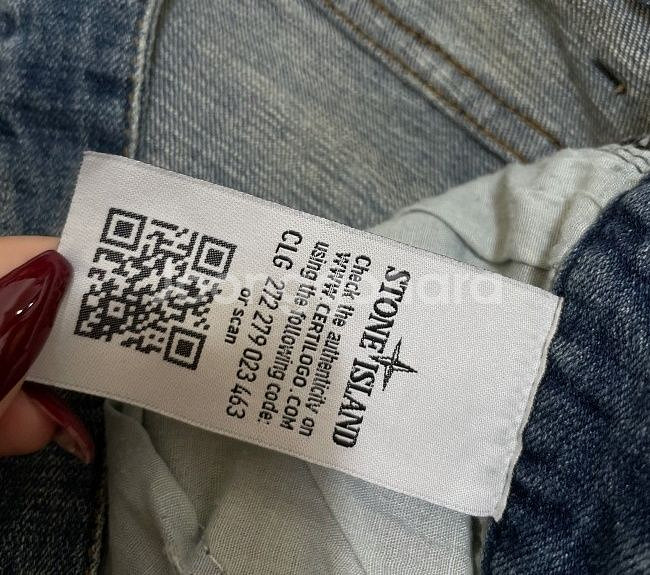 STONE ISLAND
Check the authenticity on
WWW.CERTILOGO.COM
using the following code:
CLG 272 279 023 463
or scan